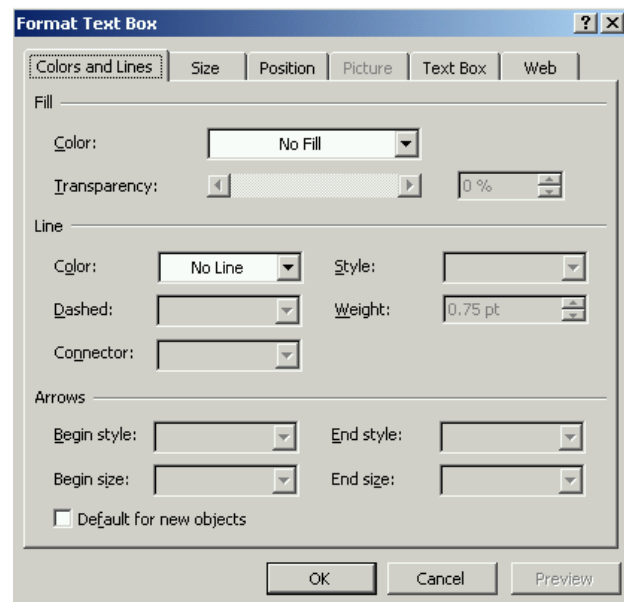 Format Text Box
Colors and Lines Size Position Picture Text Box Web
Fill
Color: No Fill
Transparency: 0 %
Line
Color: No Line Style:
Dashed: Weight: 0.75 pt
Connector:
Arrows
Begin style: End style:
Begin size: End size:
Default for new objects
OK Cancel Preview